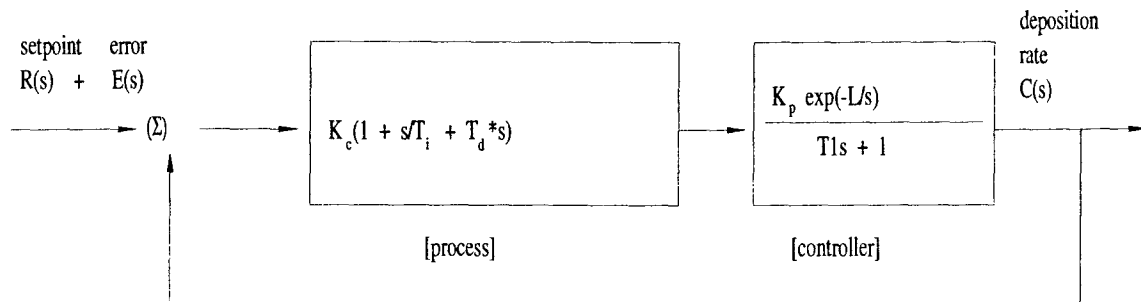 setpoint error
R(s) + E(s)
(Σ)
K_c(1 + s/T_i + T_d*s)
[process]
K_p exp(-L/s)
T1s + 1
[controller]
deposition
rate
C(s)